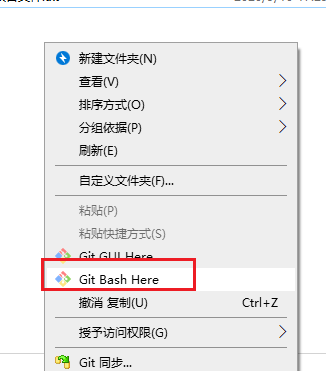 新建文件夹(N)
查看(V)
排序方式(O)
分组依据(P)
刷新(E)
自定义文件夹(F)...
粘贴(P)
粘贴快捷方式(S)
Git GUI Here
Git Bash Here
撤消 复制(U) Ctrl+Z
授予访问权限(G)
Git 同步...